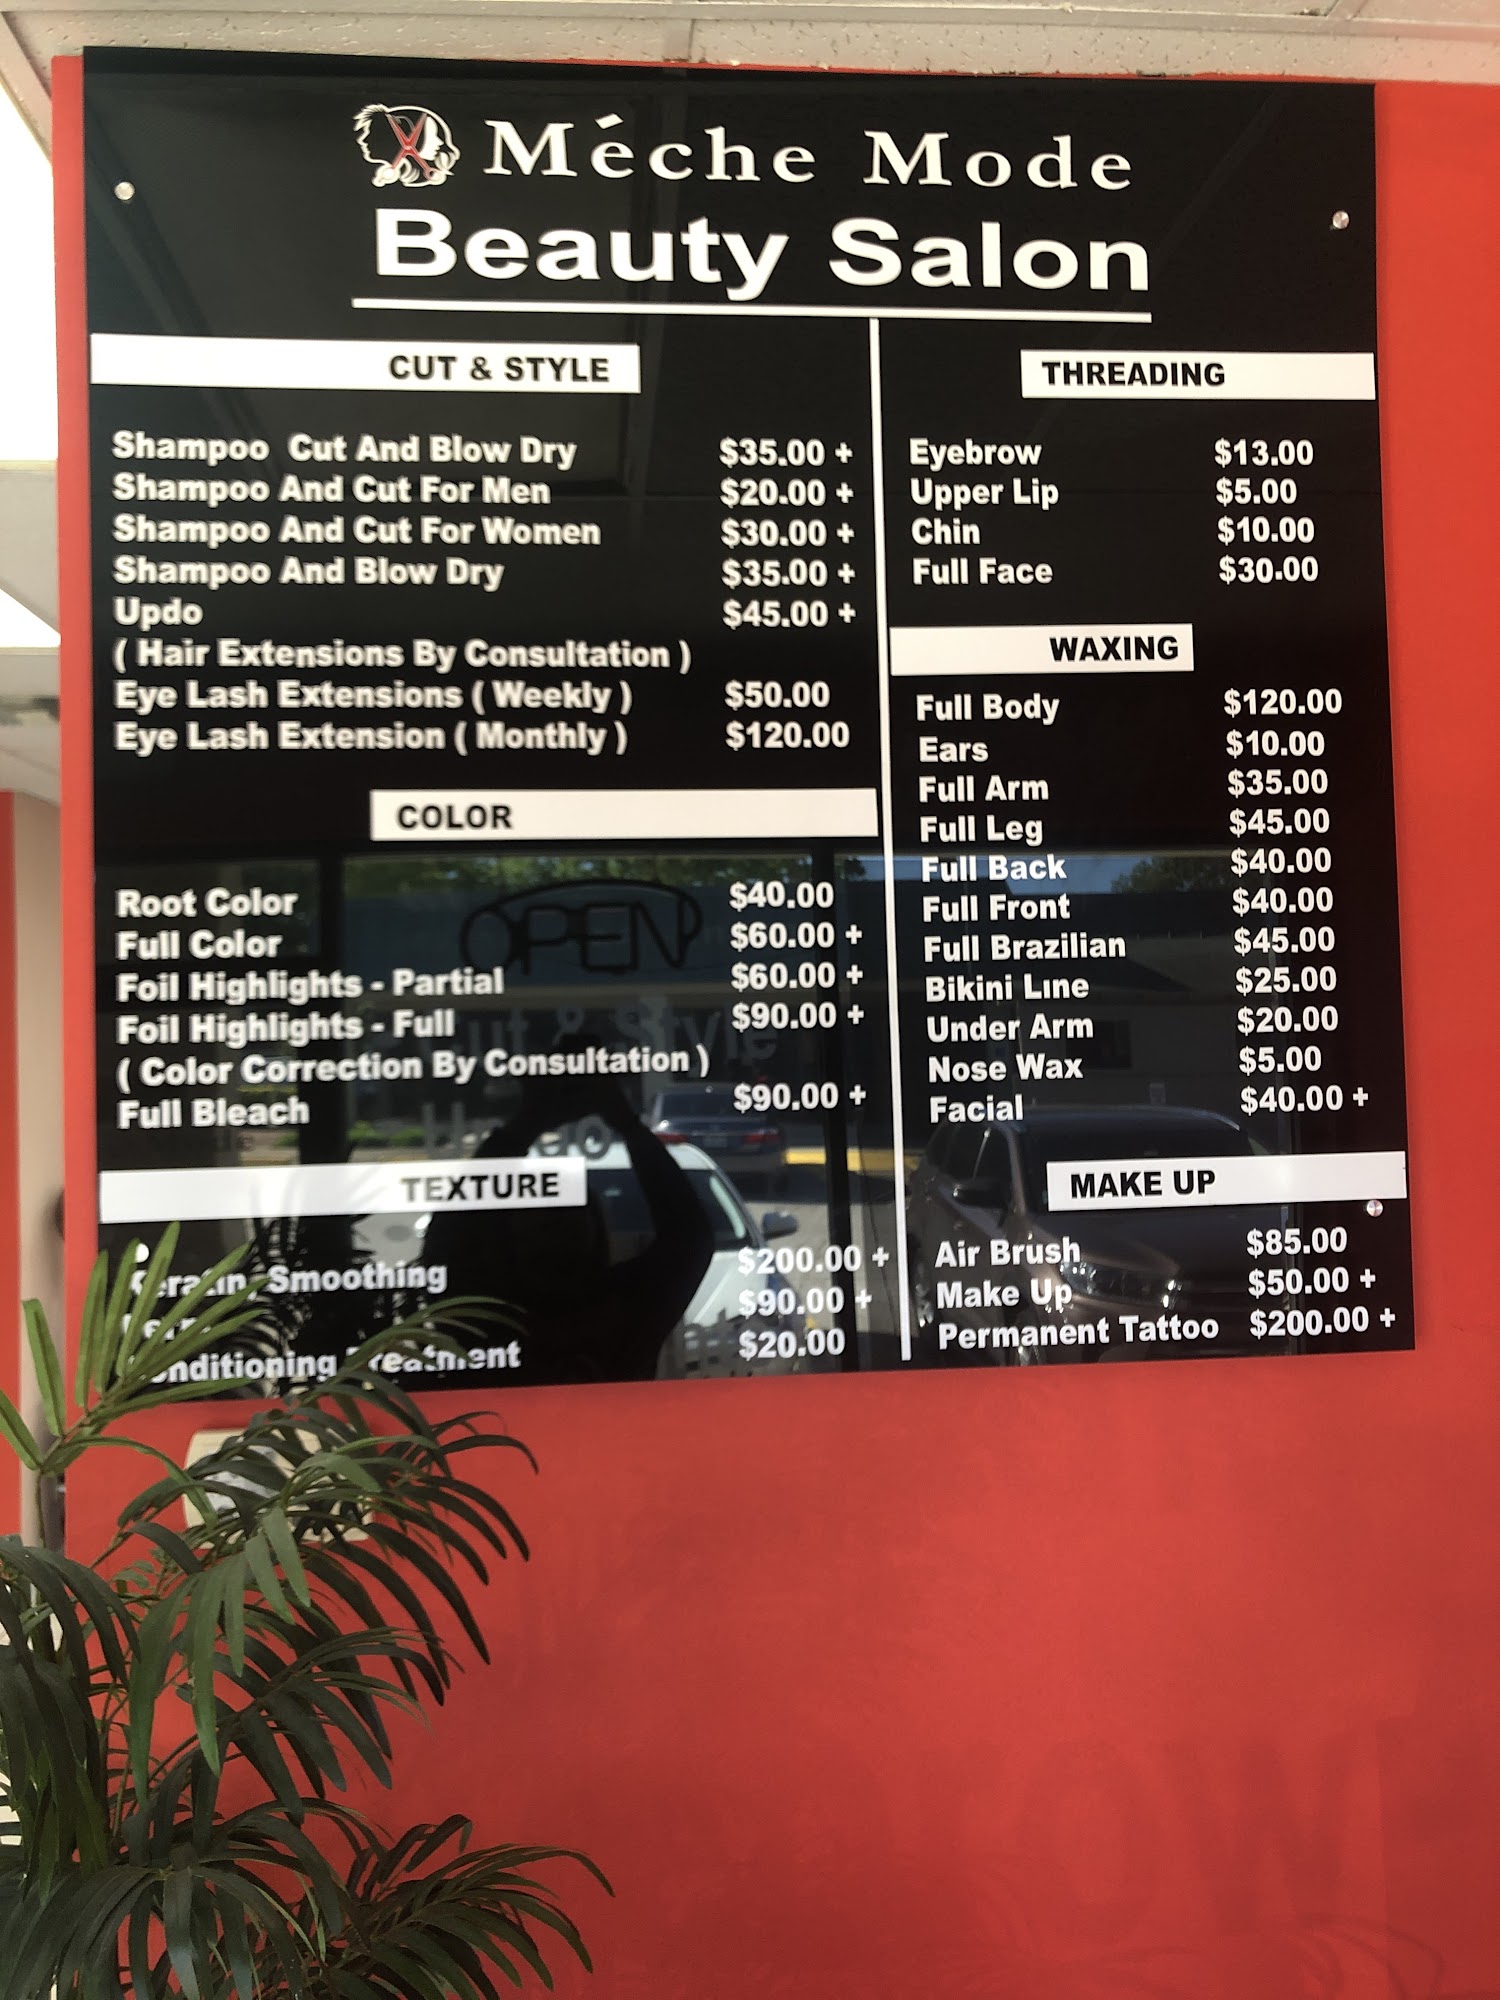 Méche Mode
Beauty Salon
CUT & STYLE
Shampoo Cut And Blow Dry $35.00 +
Shampoo And Cut For Men $20.00 +
Shampoo And Cut For Women $30.00 +
Shampoo And Blow Dry $35.00 +
Updo $45.00 +
( Hair Extensions By Consultation )
Eye Lash Extensions ( Weekly ) $50.00
Eye Lash Extension ( Monthly ) $120.00
COLOR
Root Color $40.00
Full Color $60.00 +
Foil Highlights - Partial $60.00 +
Foil Highlights - Full $90.00 +
( Color Correction By Consultation )
Full Bleach $90.00 +
TEXTURE
Smoothing $200.00 +
$90.00 +
Treatment $20.00
THREADING
Eyebrow $13.00
Upper Lip $5.00
Chin $10.00
Full Face $30.00
WAXING
Full Body $120.00
Ears $10.00
Full Arm $35.00
Full Leg $45.00
Full Back $40.00
Full Front $40.00
Full Brazilian $45.00
Bikini Line $25.00
Under Arm $20.00
Nose Wax $5.00
Facial $40.00 +
MAKE UP
Air Brush $85.00
Make Up $50.00 +
Permanent Tattoo $200.00 +
OPEN